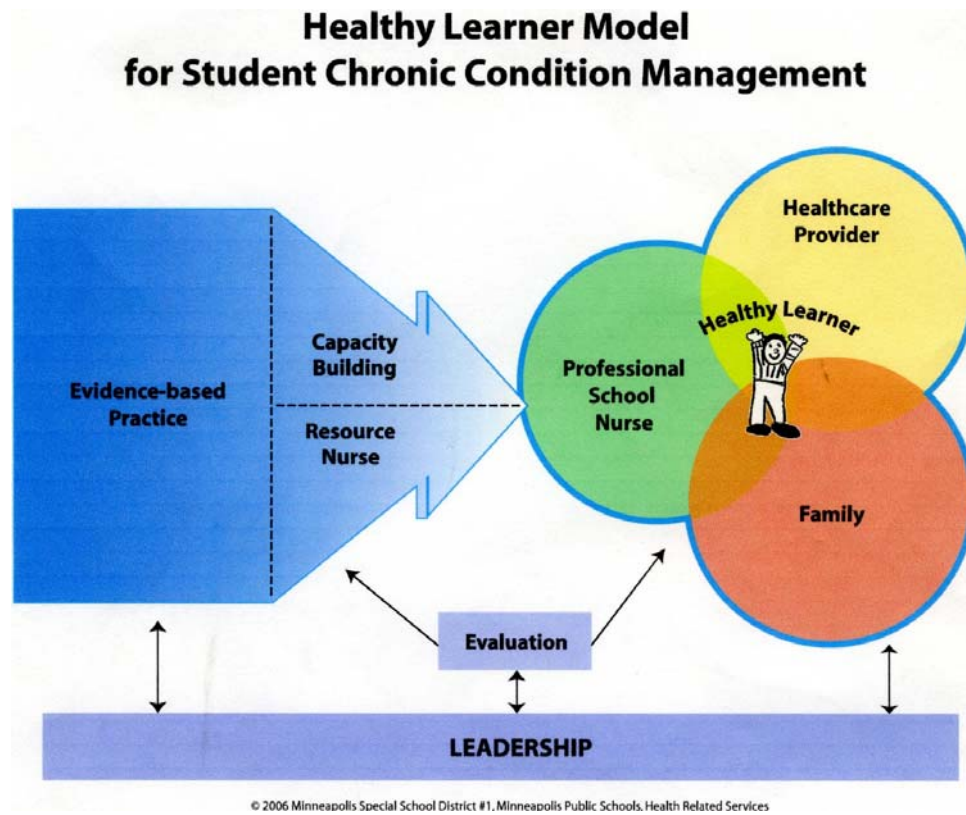 Healthy Learner Model
for Student Chronic Condition Management
Evidence-based
Practice
Capacity
Building
Resource
Nurse
Professional
School
Nurse
Healthcare
Provider
Healthy Learner
Family
Evaluation
LEADERSHIP
© 2006 Minneapolis Special School District #1, Minneapolis Public Schools, Health Related Services